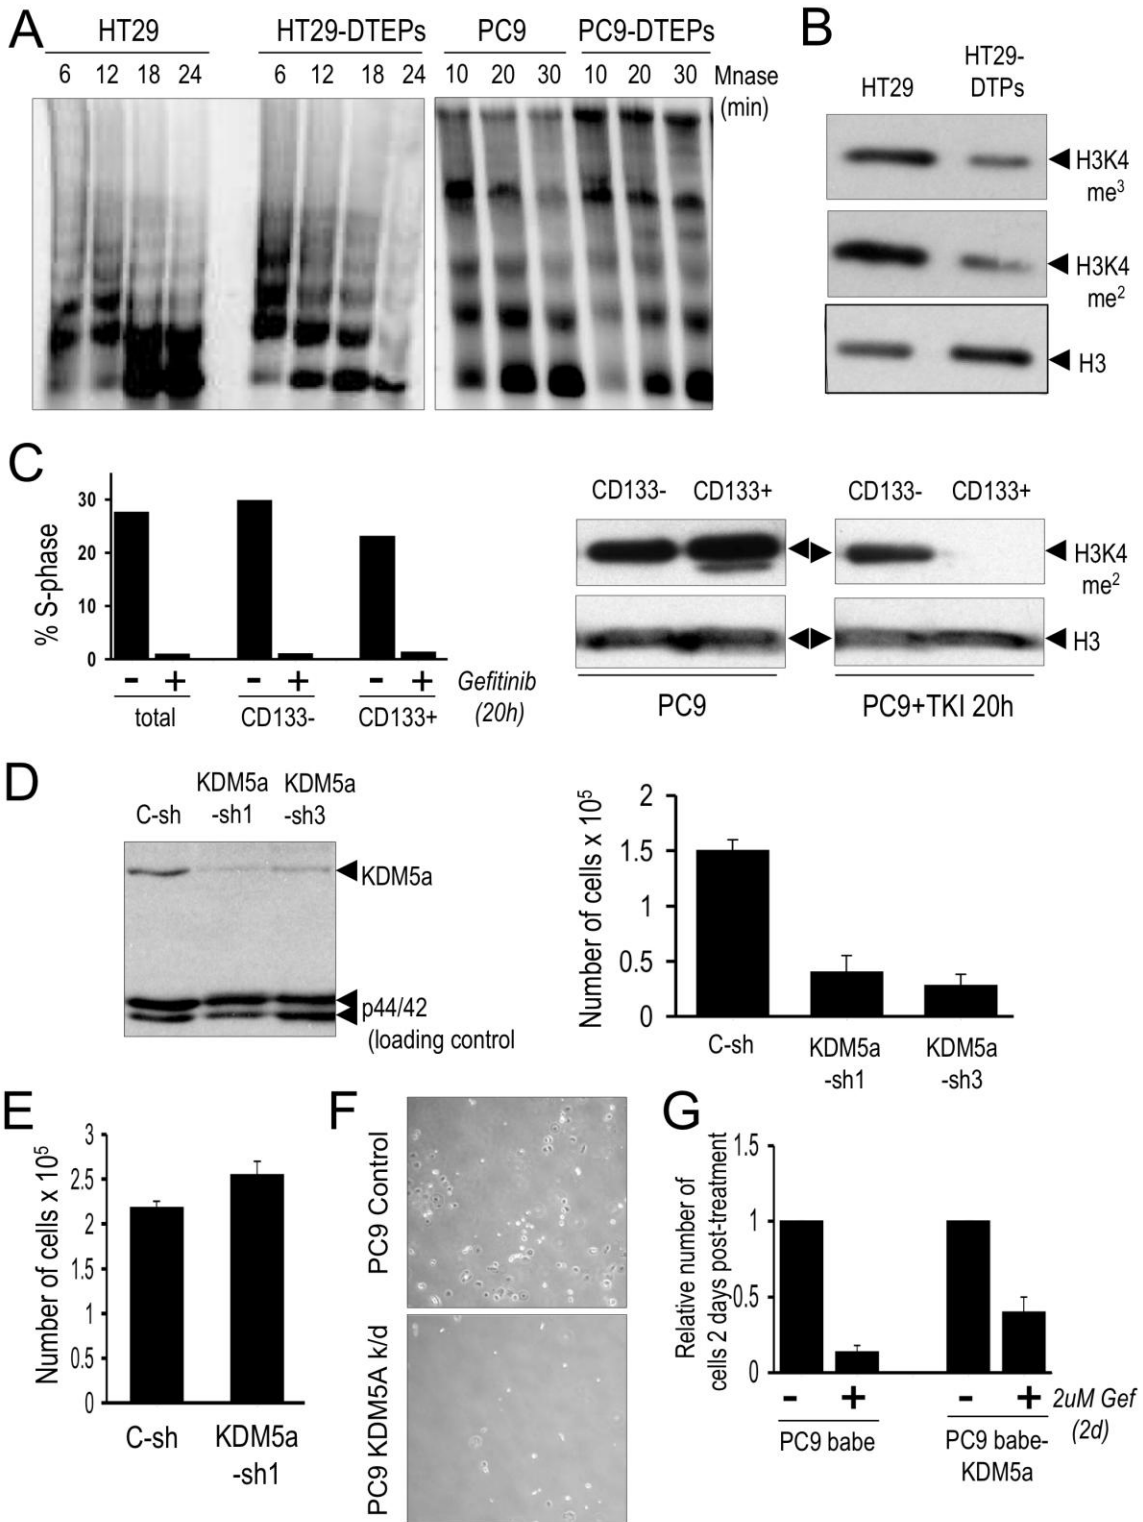 A
HT29
HT29-DTEPs
PC9
PC9-DTEPs
6 12 18 24
6 12 18 24
10 20 30
10 20 30
Mnase
(min)
B
HT29
HT29-
DTPs
H3K4
me³
H3K4
me²
H3
C
% S-phase
30
20
10
0
- + - + - +
Gefitinib
(20h)
total
CD133-
CD133+
CD133- CD133+
CD133- CD133+
H3K4
me²
H3
PC9
PC9+TKI 20h
D
C-sh
KDM5a
-sh1
KDM5a
-sh3
KDM5a
p44/42
(loading control
Number of cells x 10⁵
2
1.5
1
0.5
0
C-sh
KDM5a
-sh1
KDM5a
-sh3
E
Number of cells x 10⁵
3
2.5
2
1.5
1
0.5
0
C-sh
KDM5a
-sh1
F
PC9 Control
PC9 KDM5A k/d
G
Relative number of
cells 2 days post-treatment
1.5
1
0.5
0
- + - +
2uM Gef
(2d)
PC9 babe
PC9 babe-
KDM5a